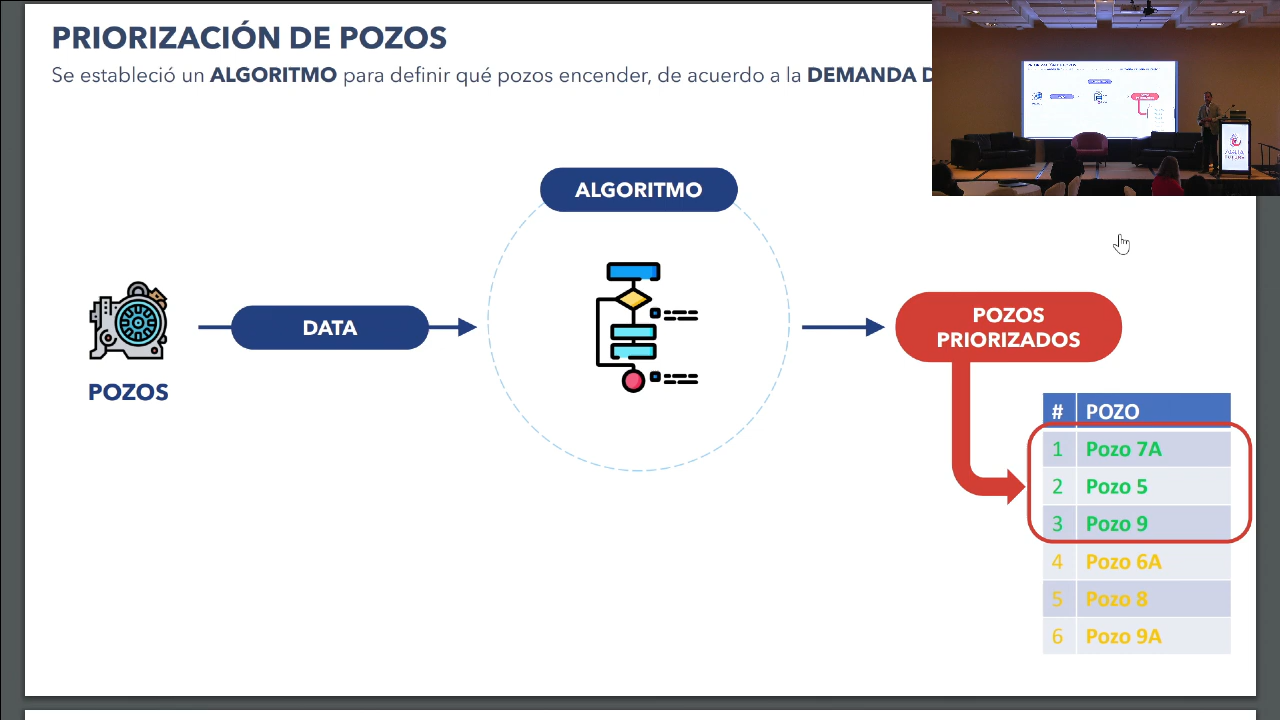 PRIORIZACIÓN DE POZOS
Se estableció un ALGORITMO para definir qué pozos encender, de acuerdo a la DEMANDA D
ALGORITMO
DATA
POZOS
POZOS
PRIORIZADOS
# POZO
1 Pozo 7A
2 Pozo 5
3 Pozo 9
4 Pozo 6A
5 Pozo 8
6 Pozo 9A